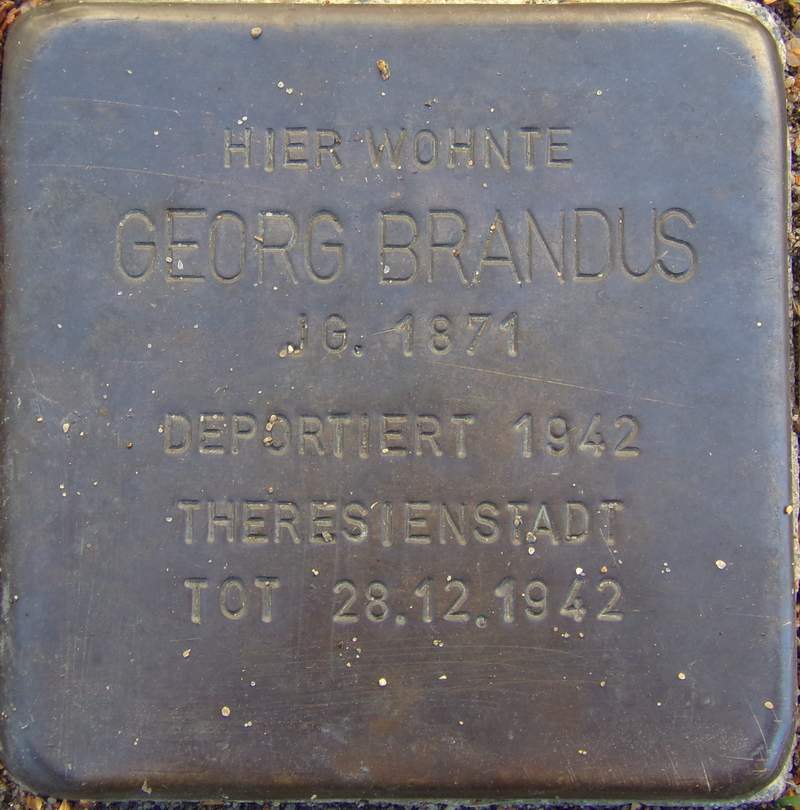 HIER WOHNTE
GEORG BRANDUS
JG. 1871
DEPORTIERT 1942
THERESIENSTADT
TOT 28.12.1942